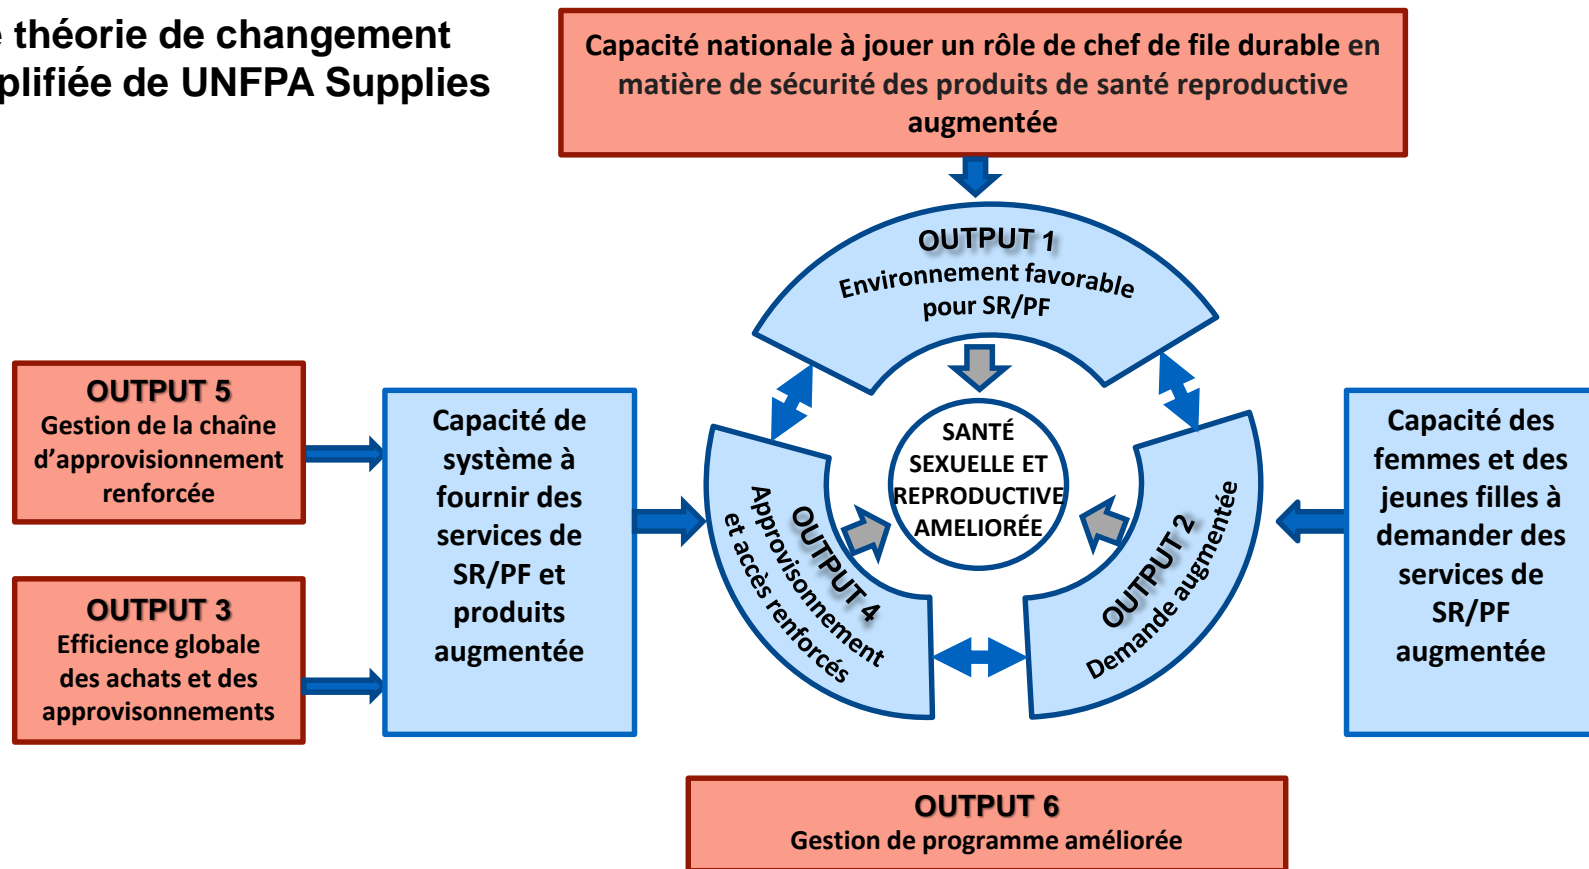 théorie de changement
de UNFPA Supplies
Capacité nationale à jouer un rôle de chef de file durable en
matière de sécurité des produits de santé reproductive
augmentée
OUTPUT 1
Environnement favorable
pour SR/PF
OUTPUT 5
Gestion de la chaîne
d’approvisionnement
renforcée
OUTPUT 3
Efficience globale
des achats et des
approvisonnements
Capacité de
système à
fournir des
services de
SR/PF et
produits
augmentée
OUTPUT 4
Approvisonnement
et accès renforcés
SANTÉ
SEXUELLE ET
REPRODUCTIVE
AMELIORÉE
OUTPUT 2
Demande augmentée
Capacité des
femmes et des
jeunes filles à
demander des
services de
SR/PF
augmentée
OUTPUT 6
Gestion de programme améliorée